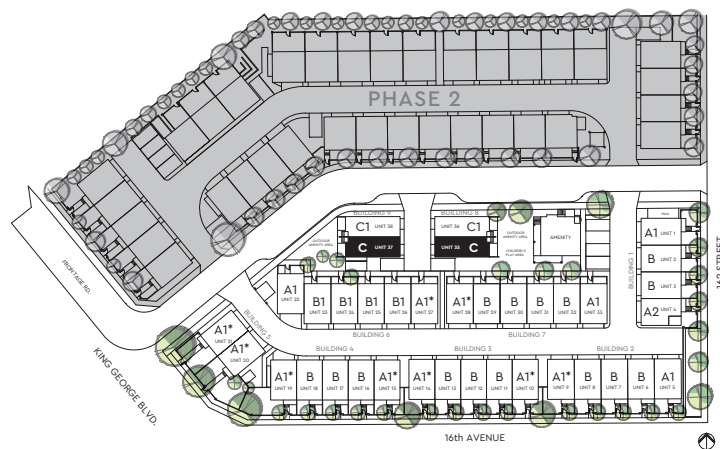 PHASE 2
BUILDING 9
C1 UNIT 38
C UNIT 37
BUILDING 8
UNIT 36 C1
UNIT 35 C
OUTDOOR
AMENITY AREA
OUTDOOR
AMENITY AREA
CHILDREN'S
PLAY AREA
AMENITY
BUILDING 1
A1 UNIT 1
B
UNIT 2
B
UNIT 3
A2 UNIT 4
162 STREET
FRONTAGE RD.
KING GEORGE BLVD.
A1
UNIT 22
B1
UNIT 23
B1
UNIT 24
B1
UNIT 25
B1
UNIT 26
A1*
UNIT 27
BUILDING 6
A1*
UNIT 28
B
UNIT 29
B
UNIT 30
B
UNIT 31
B
UNIT 32
A1
UNIT 33
BUILDING 7
BUILDING 5
A1*
UNIT 21
A1*
UNIT 20
BUILDING 4
BUILDING 3
BUILDING 2
A1*
UNIT 19
B
UNIT 18
B
UNIT 17
B
UNIT 16
A1*
UNIT 15
A1*
UNIT 14
B
UNIT 13
B
UNIT 12
B
UNIT 11
A1*
UNIT 10
A1*
UNIT 9
B
UNIT 8
B
UNIT 7
B
UNIT 6
A1
UNIT 5
16th AVENUE